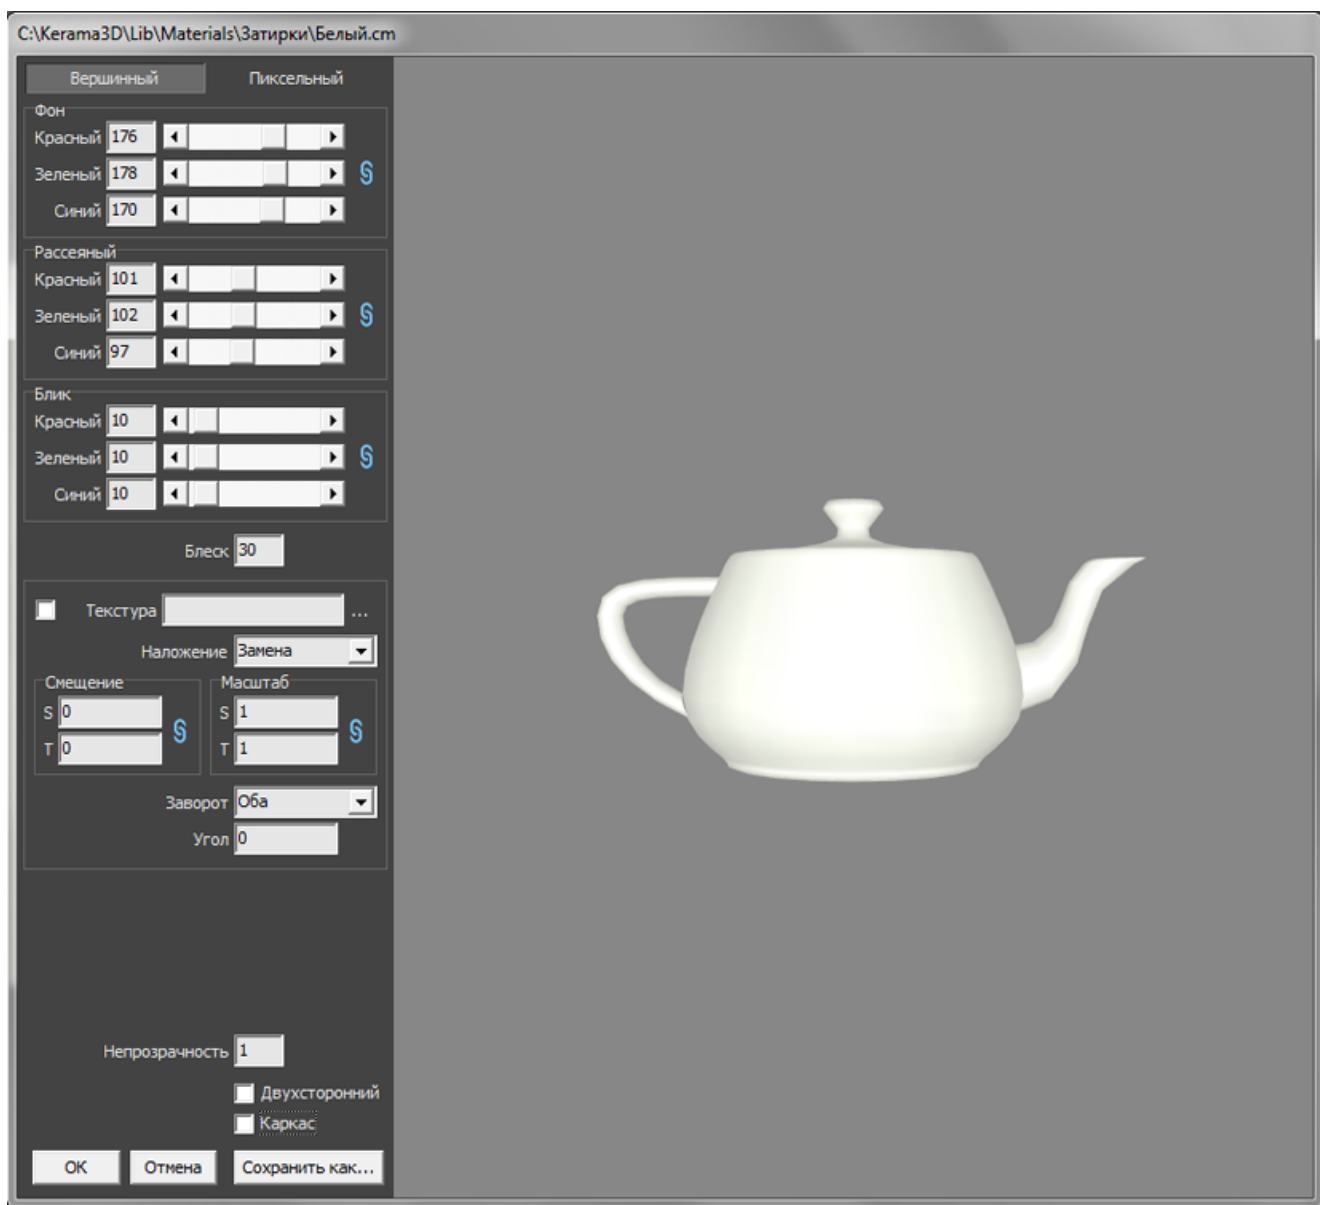 C:\Kerama3D\Lib\Materials\Затирки\Белый.cm
Вершинный Пиксельный
Фон
Красный 176
Зеленый 178
Синий 170
Рассеяный
Красный 101
Зеленый 102
Синий 97
Блик
Красный 10
Зеленый 10
Синий 10
Блеск 30
Текстура ...
Наложение Замена
Смещение Масштаб
S 0 S 1
T 0 T 1
Заворот Оба
Угол 0
Непрозрачность 1
Двухсторонний
Каркас
OK Отмена Сохранить как...